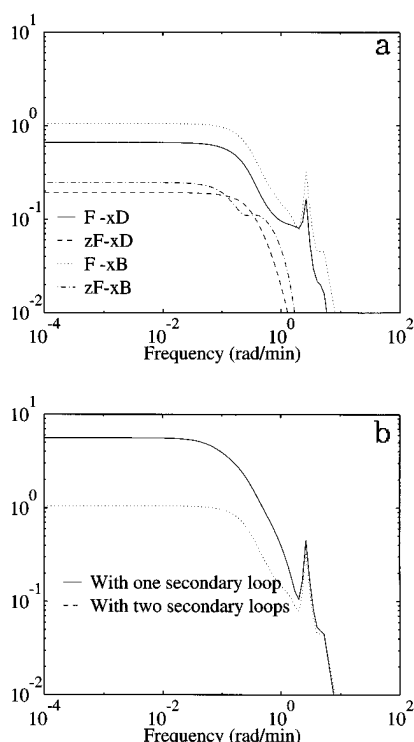 a
10^1
10^0
10^-1
10^-2
F -xD
zF-xD
F -xB
zF-xB
10^-4
10^-2
10^0
10^2
Frequency (rad/min)
b
10^1
10^0
10^-1
10^-2
With one secondary loop
With two secondary loops
10^-4
10^-2
10^0
10^2
Frequency (rad/min)